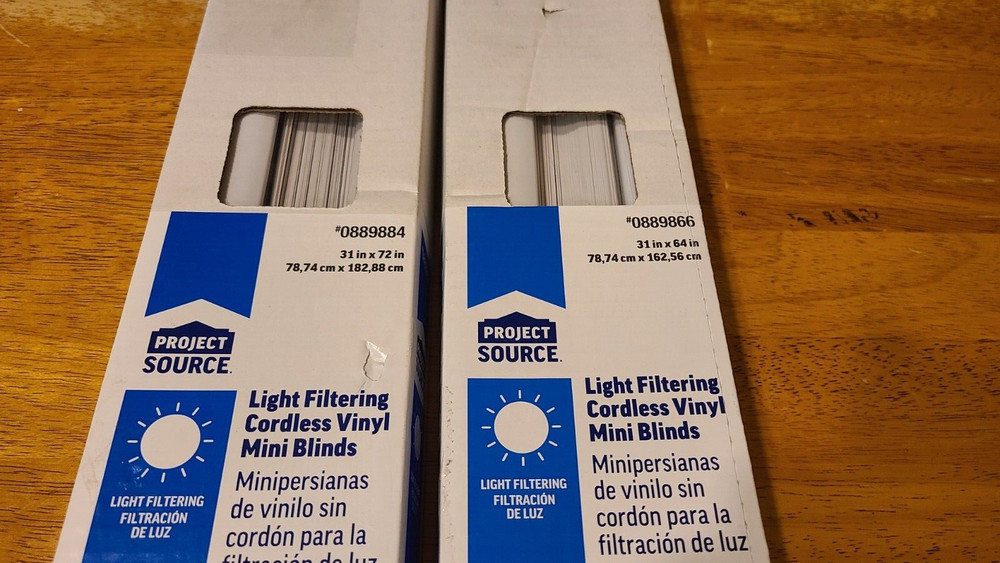 #0889884
31 in x 72 in
78,74 cm x 182,88 cm
PROJECT
SOURCE.
Light Filtering
Cordless Vinyl
Mini Blinds
LIGHT FILTERING
FILTRACIÓN
DE LUZ
Minipersianas
de vinilo sin
cordón para la
filtración de luz
#0889866
31 in x 64 in
78,74 cm x 162,56 cm
PROJECT
SOURCE.
Light Filtering
Cordless Vinyl
Mini Blinds
LIGHT FILTERING
FILTRACIÓN
DE LUZ
Minipersianas
de vinilo sin
cordón para la
filtración de luz